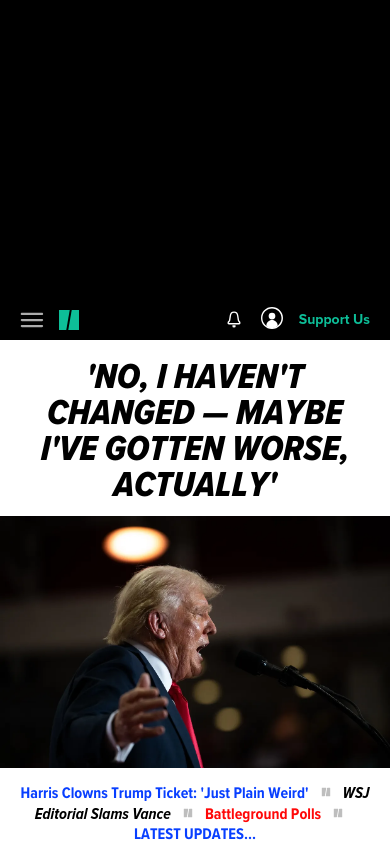 Support Us
'NO, I HAVEN'T
CHANGED — MAYBE
I'VE GOTTEN WORSE,
ACTUALLY'
Harris Clowns Trump Ticket: 'Just Plain Weird' WSJ
Editorial Slams Vance Battleground Polls
LATEST UPDATES...